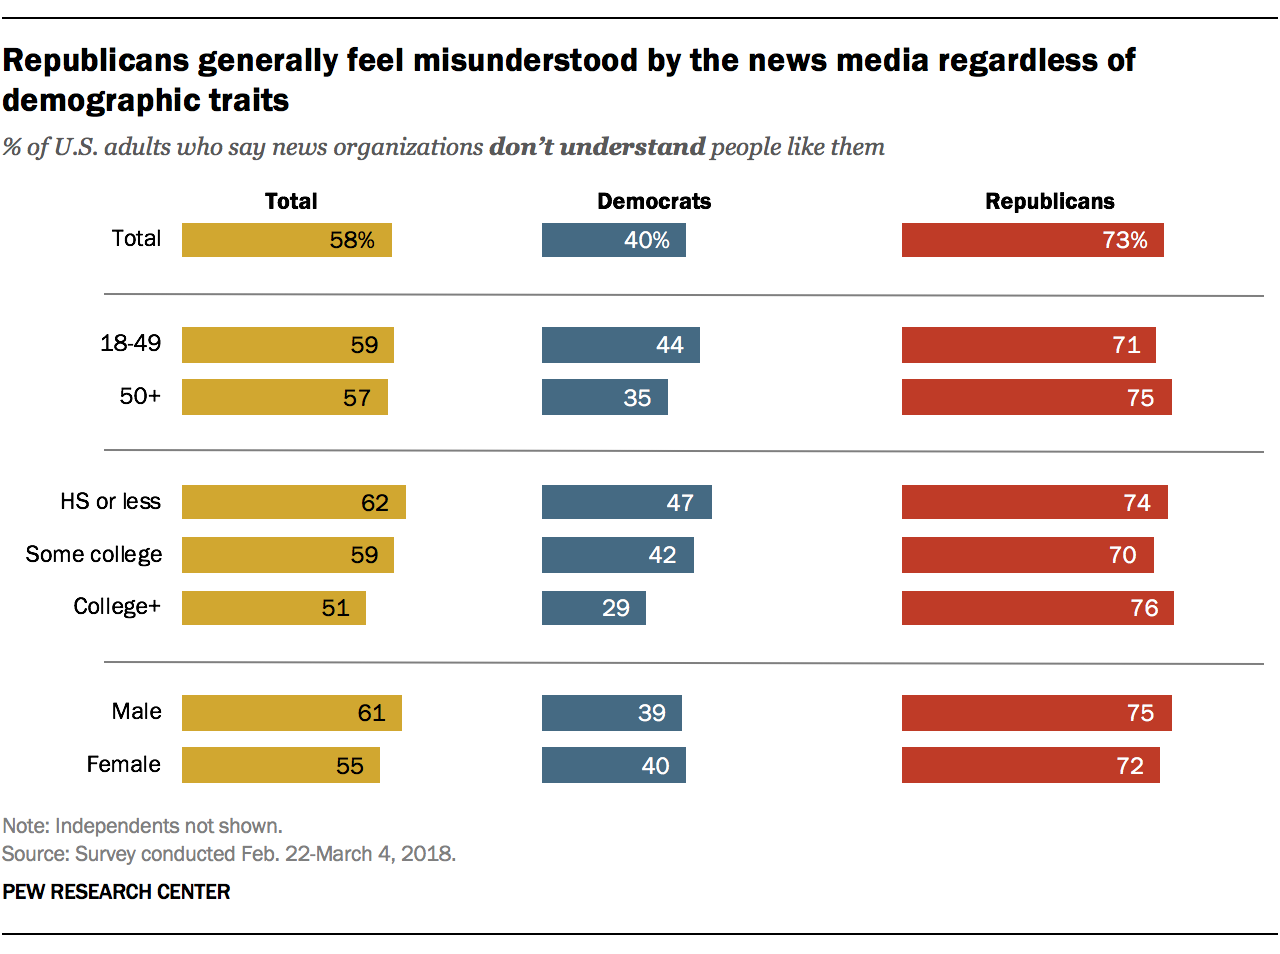 Republicans generally feel misunderstood by the news media regardless of
demographic traits
% of U.S. adults who say news organizations don't understand people like them
Total Democrats Republicans
Total 58% 40% 73%
18-49 59 44 71
50+ 57 35 75
HS or less 62 47 74
Some college 59 42 70
College+ 51 29 76
Male 61 39 75
Female 55 40 72
Note: Independents not shown.
Source: Survey conducted Feb. 22-March 4, 2018.
PEW RESEARCH CENTER